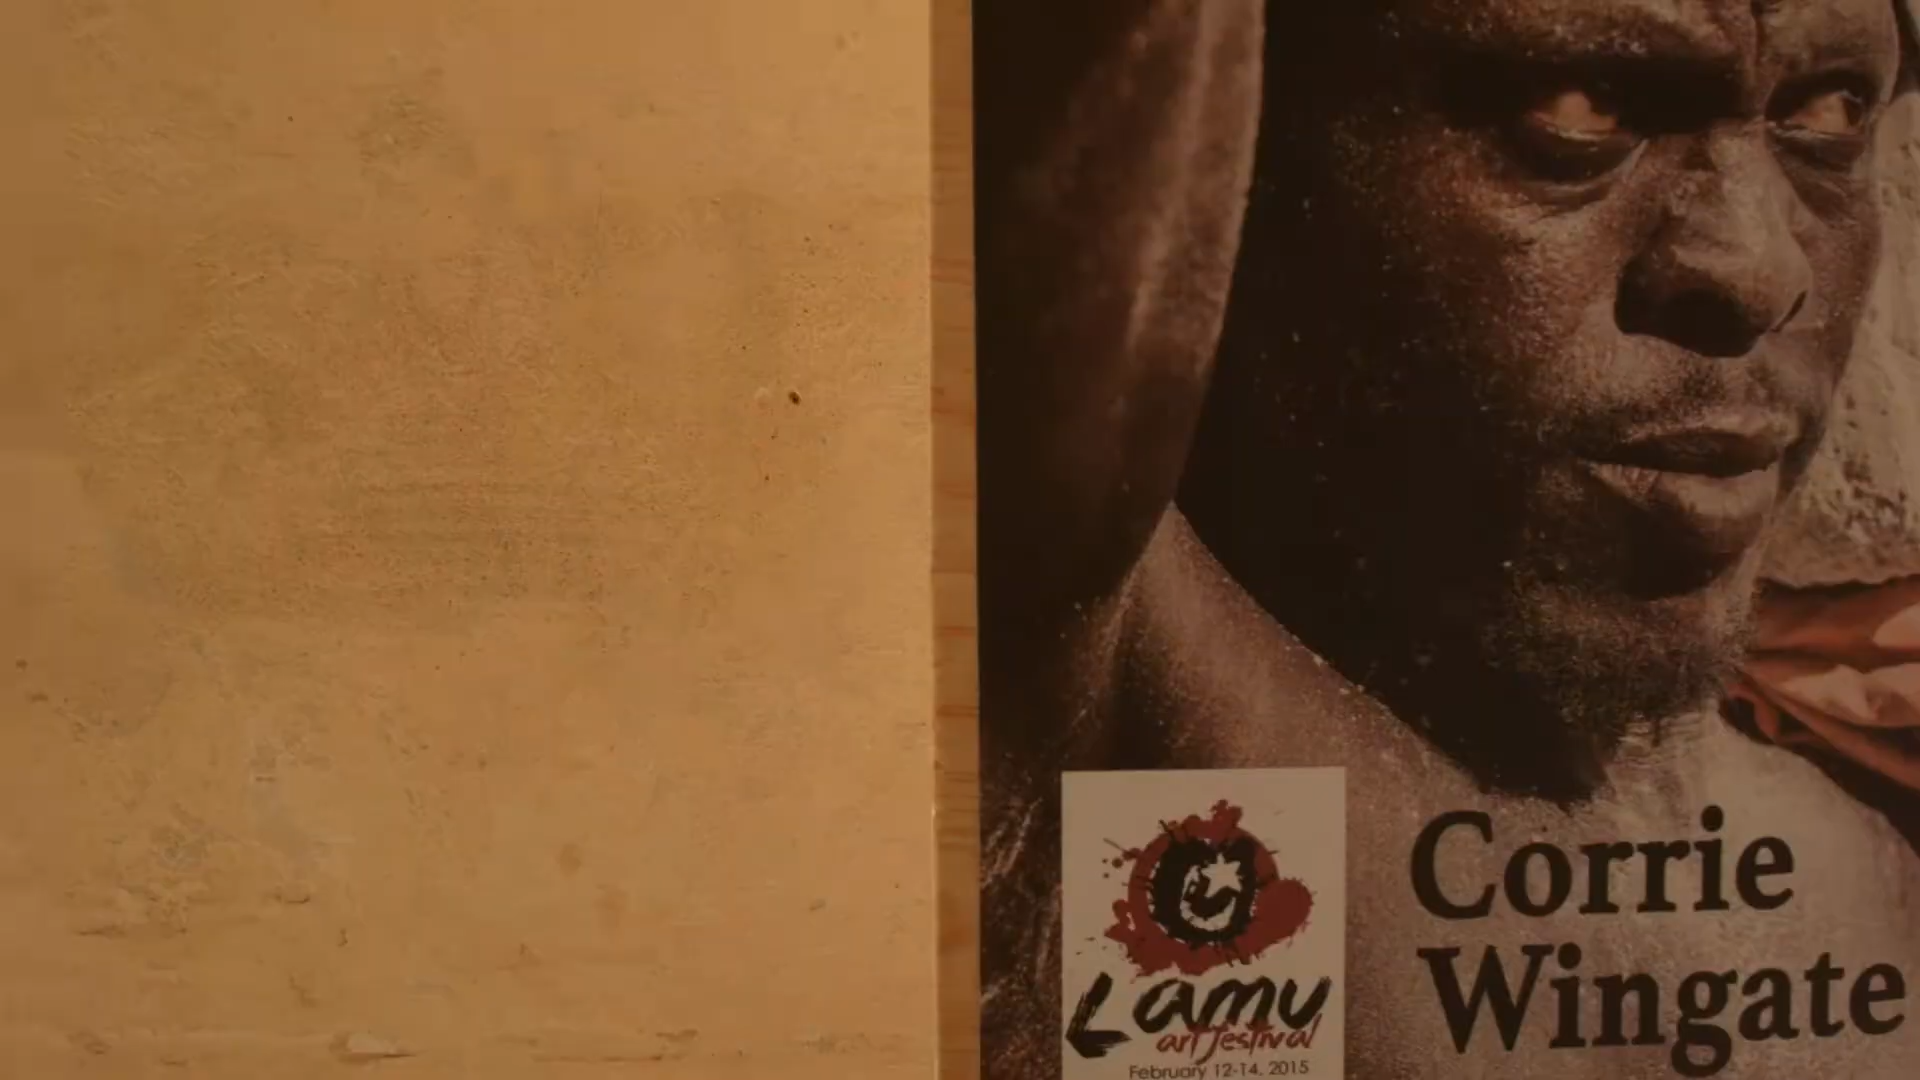 Lamu
art festival
February 12-14, 2015
Corrie
Wingate